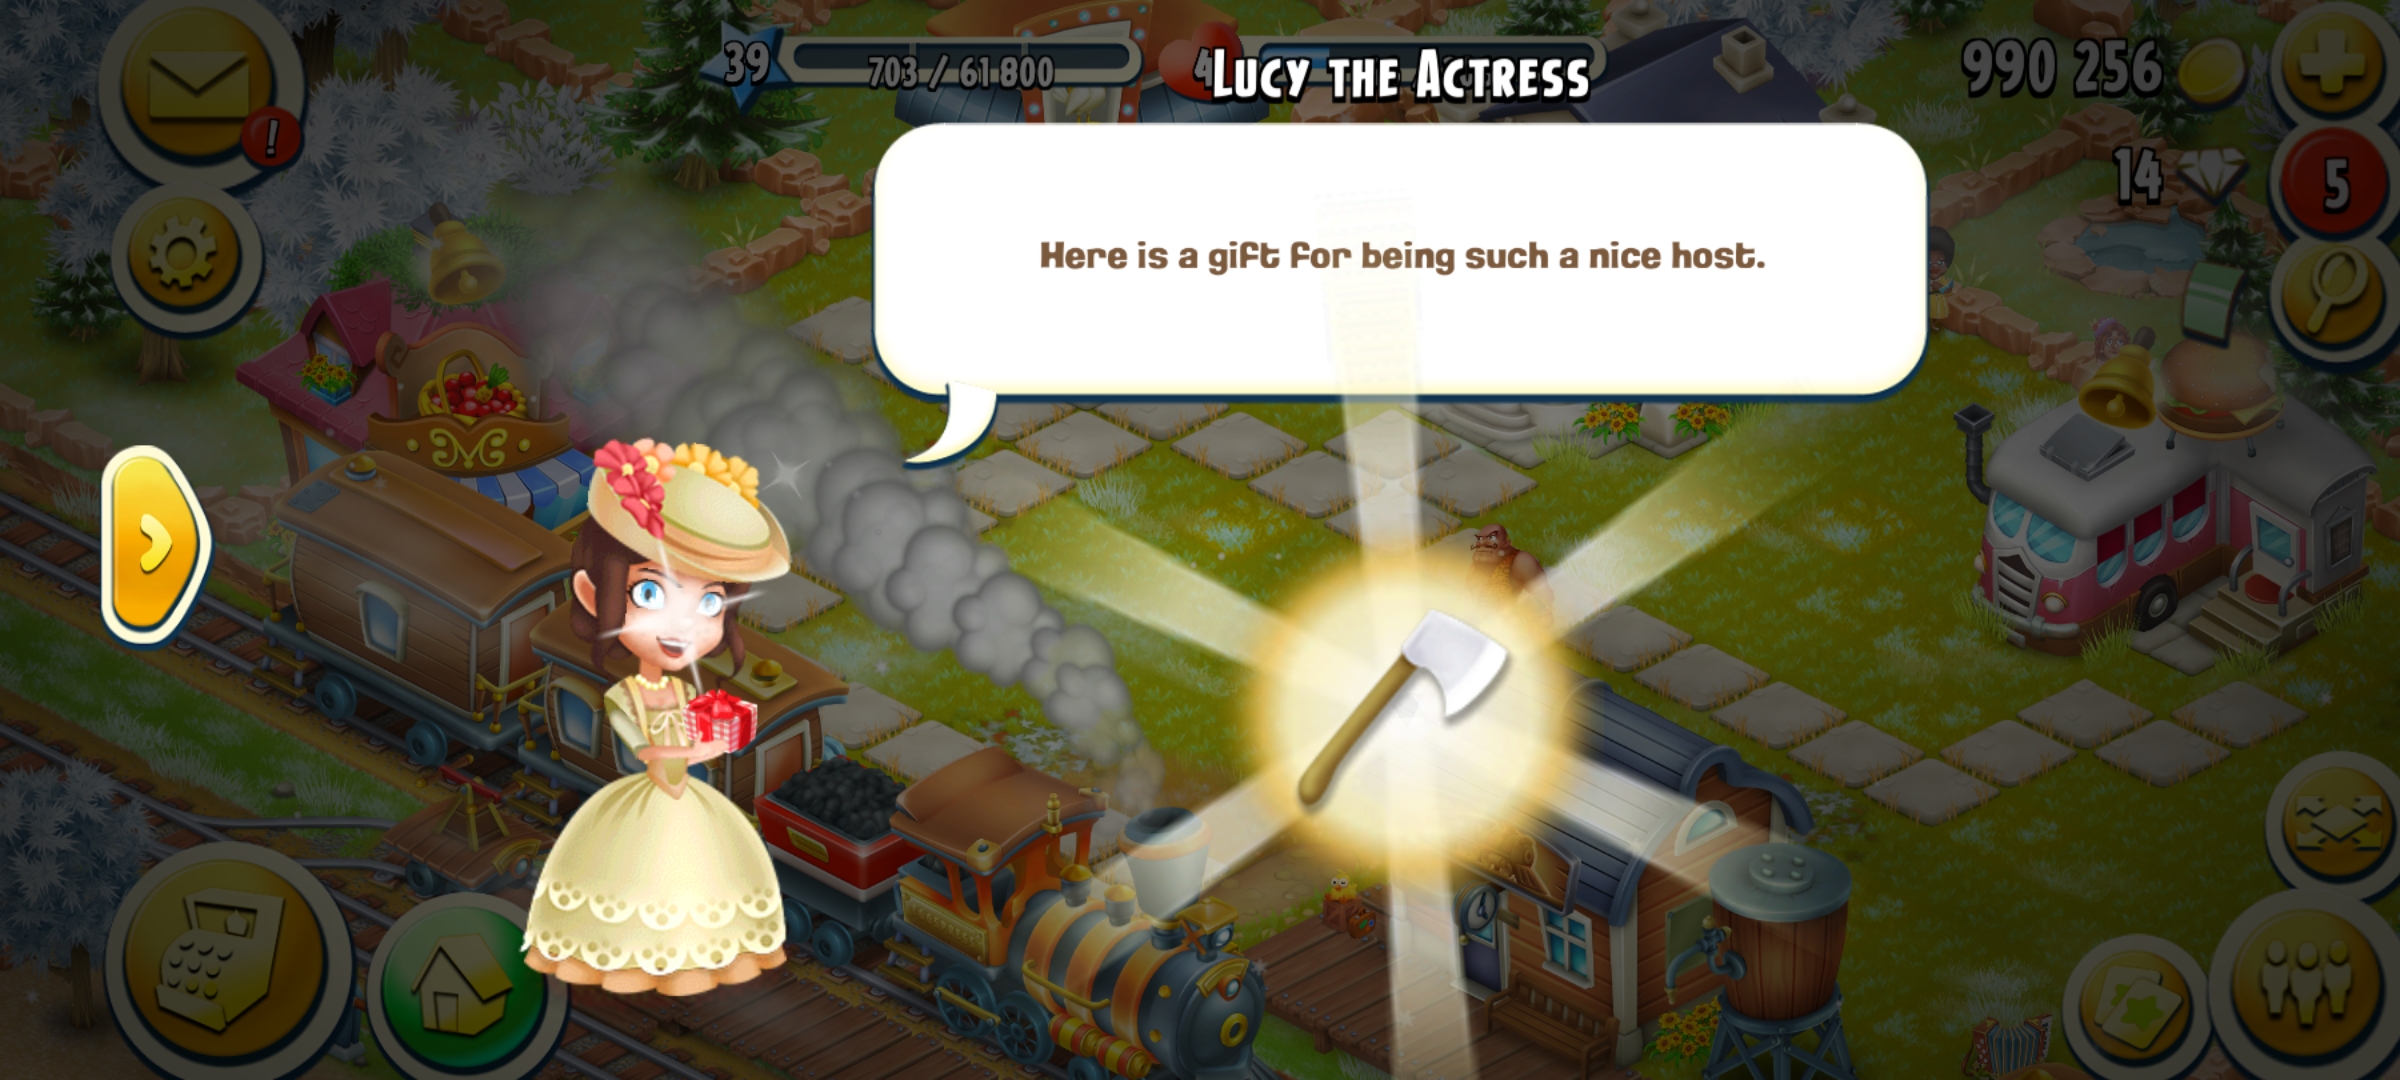 39
703 / 61 800
4
LUCY THE ACTRESS
990 256
14
5
!
Here is a gift for being such a nice host.